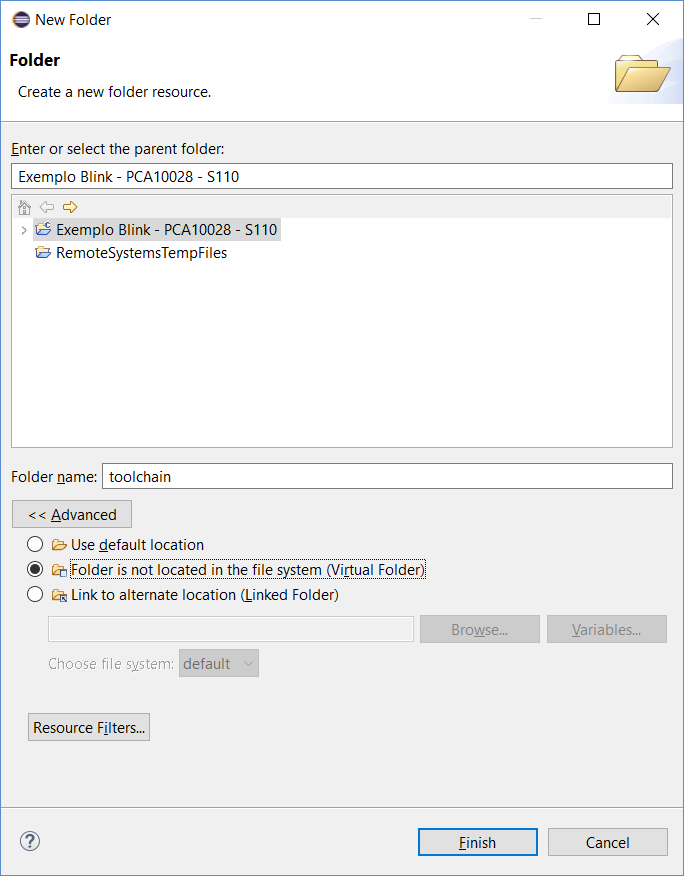 New Folder
Folder
Create a new folder resource.
Enter or select the parent folder:
Exemplo Blink - PCA10028 - S110
Exemplo Blink - PCA10028 - S110
RemoteSystemsTempFiles
Folder name: toolchain
<< Advanced
Use default location
Folder is not located in the file system (Virtual Folder)
Link to alternate location (Linked Folder)
Browse... Variables...
Choose file system: default
Resource Filters...
? Finish Cancel